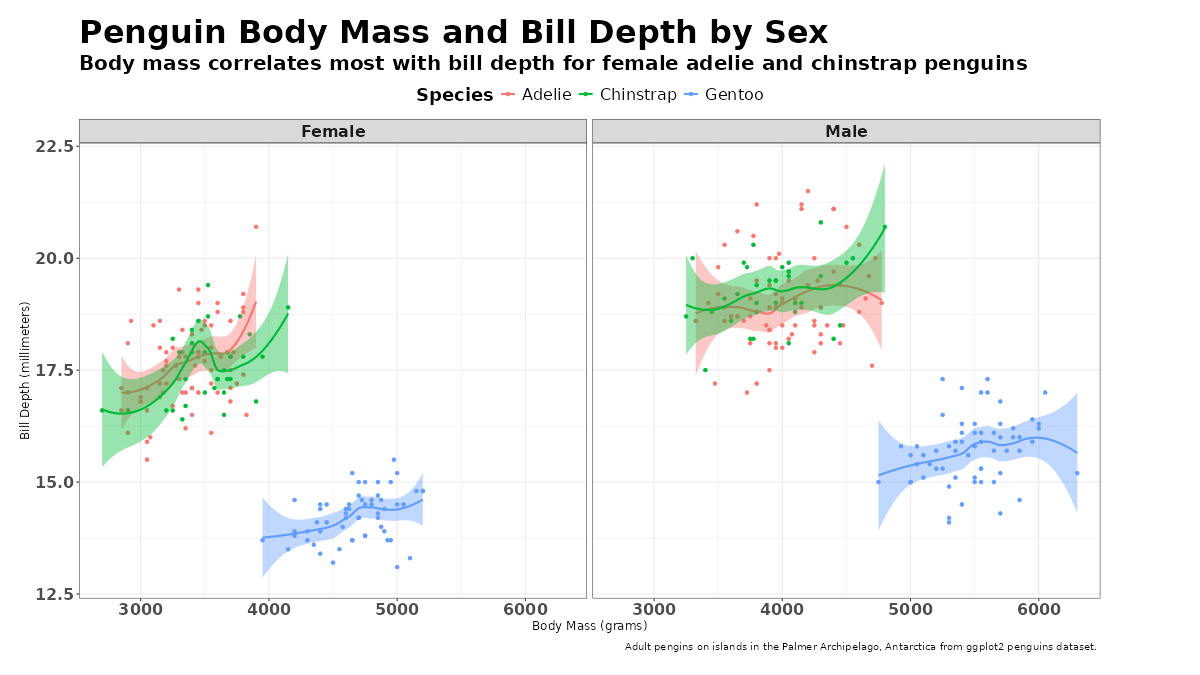 Penguin Body Mass and Bill Depth by Sex
Body mass correlates most with bill depth for female adelie and chinstrap penguins
Species Adelie Chinstrap Gentoo
Female Male
Bill Depth (millimeters)
22.5
20.0
17.5
15.0
12.5
3000 4000 5000 6000 3000 4000 5000 6000
Body Mass (grams)
Adult pengins on islands in the Palmer Archipelago, Antarctica from ggplot2 penguins dataset.